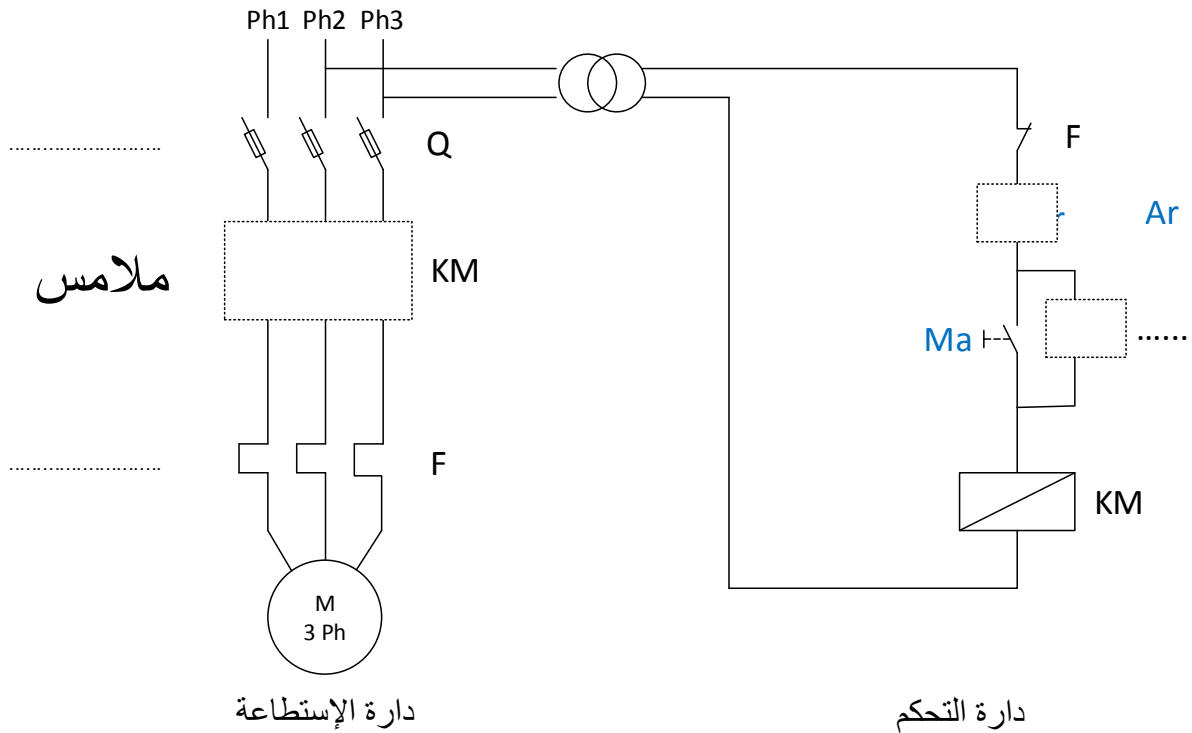 Ph1 Ph2 Ph3
Q
F
..........................
Ar
ملامس
KM
Ma
......
..........................
F
KM
M
3 Ph
دارة الإستطاعة
دارة التحكم